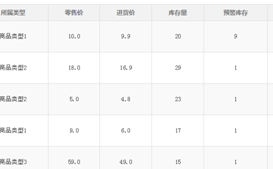 所属类型 零售价 进货价 库存量 预留库存
商品类型1 10.0 9.9 20 9
商品类型2 18.0 16.9 29 1
商品类型2 5.0 4.8 23 1
商品类型1 9.0 6.0 17 1
商品类型3 59.0 49.0 15 1